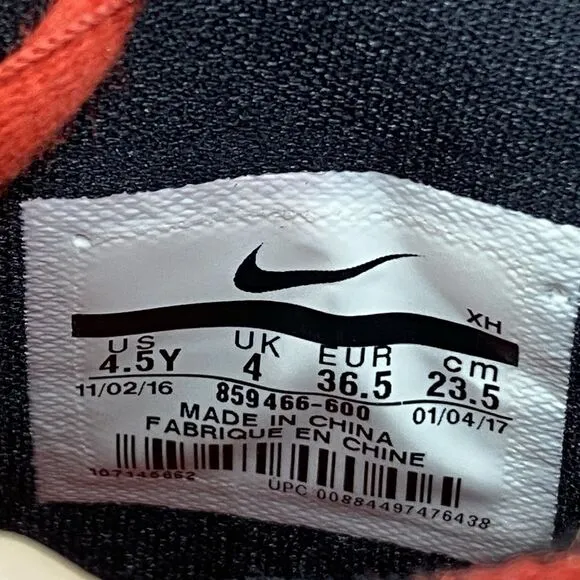 XH
US UK EUR cm
4.5Y 4 36.5 23.5
11/02/16 859466-600 01/04/17
MADE IN CHINA
FABRIQUE EN CHINE
UPC 00884497476438